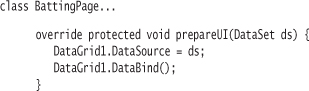 class BattingPage...
override protected void prepareUI(DataSet ds) {
DataGrid1.DataSource = ds;
DataGrid1.DataBind();
}